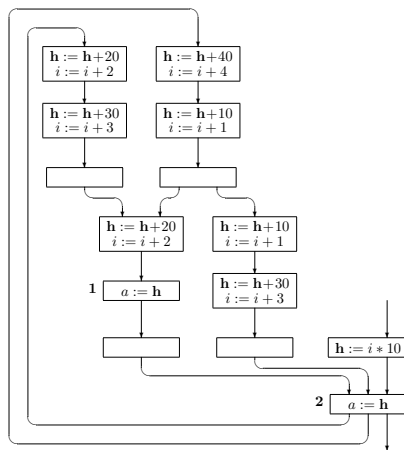 h := h+20
i := i + 2
h := h+40
i := i + 4
h := h+30
i := i + 3
h := h+10
i := i + 1
h := h+20
i := i + 2
h := h+10
i := i + 1
1
a := h
h := h+30
i := i + 3
h := i ∗ 10
2
a := h